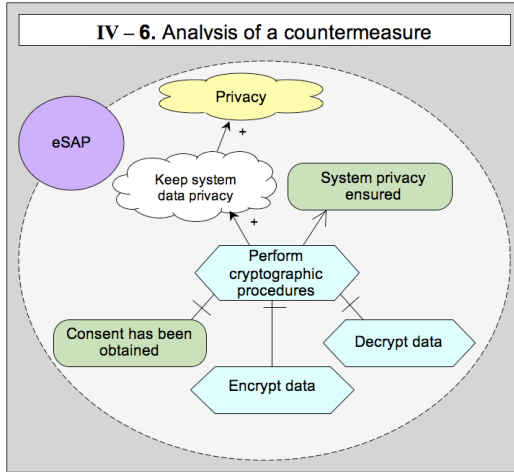 IV – 6. Analysis of a countermeasure
Privacy
eSAP
+
Keep system
data privacy
System privacy
ensured
+
Perform
cryptographic
procedures
Consent has been
obtained
Decrypt data
Encrypt data